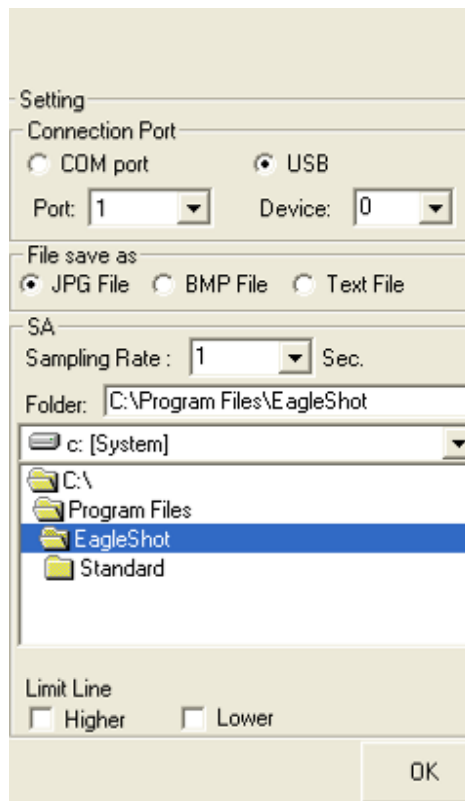 Setting
Connection Port
COM port USB
Port: 1 Device: 0
File save as
JPG File BMP File Text File
SA
Sampling Rate : 1 Sec.
Folder: C:\Program Files\EagleShot
c: [System]
C:\
Program Files
EagleShot
Standard
Limit Line
Higher Lower
OK